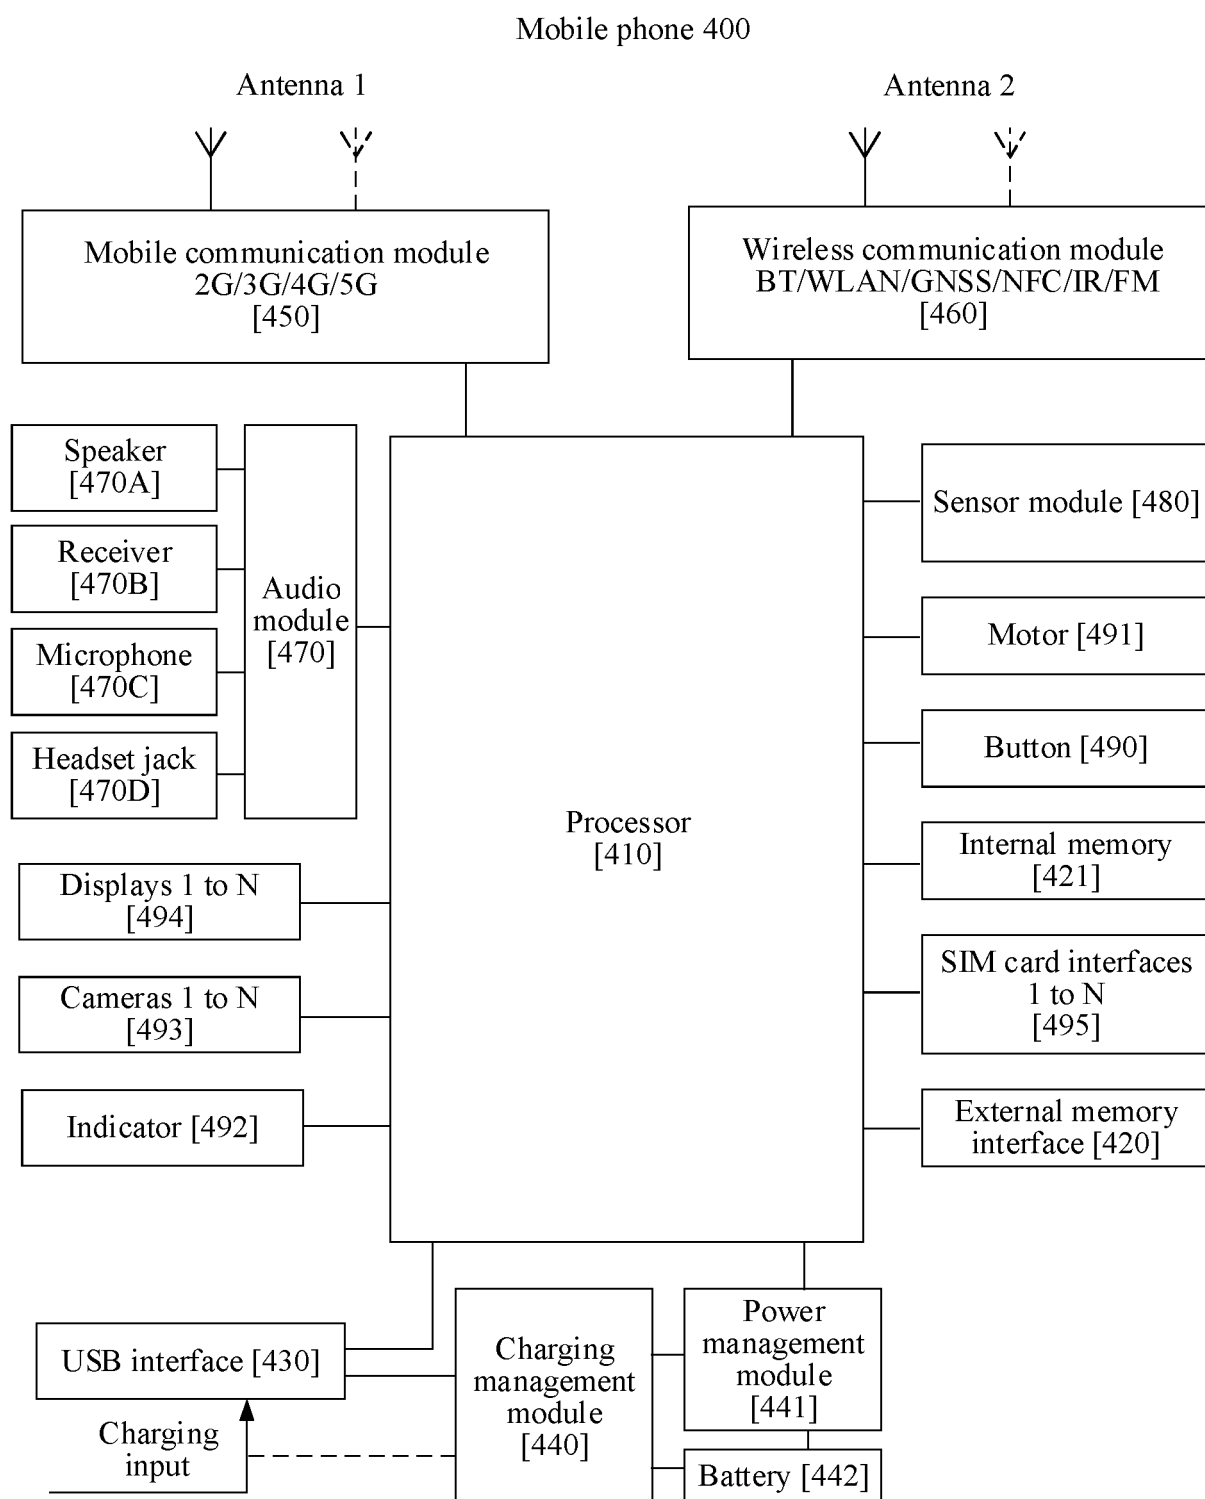 Mobile phone 400
Antenna 1
Antenna 2
Mobile communication module
2G/3G/4G/5G
[450]
Wireless communication module
BT/WLAN/GNSS/NFC/IR/FM
[460]
Speaker
[470A]
Receiver
[470B]
Microphone
[470C]
Headset jack
[470D]
Audio
module
[470]
Displays 1 to N
[494]
Cameras 1 to N
[493]
Indicator [492]
Processor
[410]
Sensor module [480]
Motor [491]
Button [490]
Internal memory
[421]
SIM card interfaces
1 to N
[495]
External memory
interface [420]
USB interface [430]
Charging
input
Charging
management
module
[440]
Power
management
module
[441]
Battery [442]